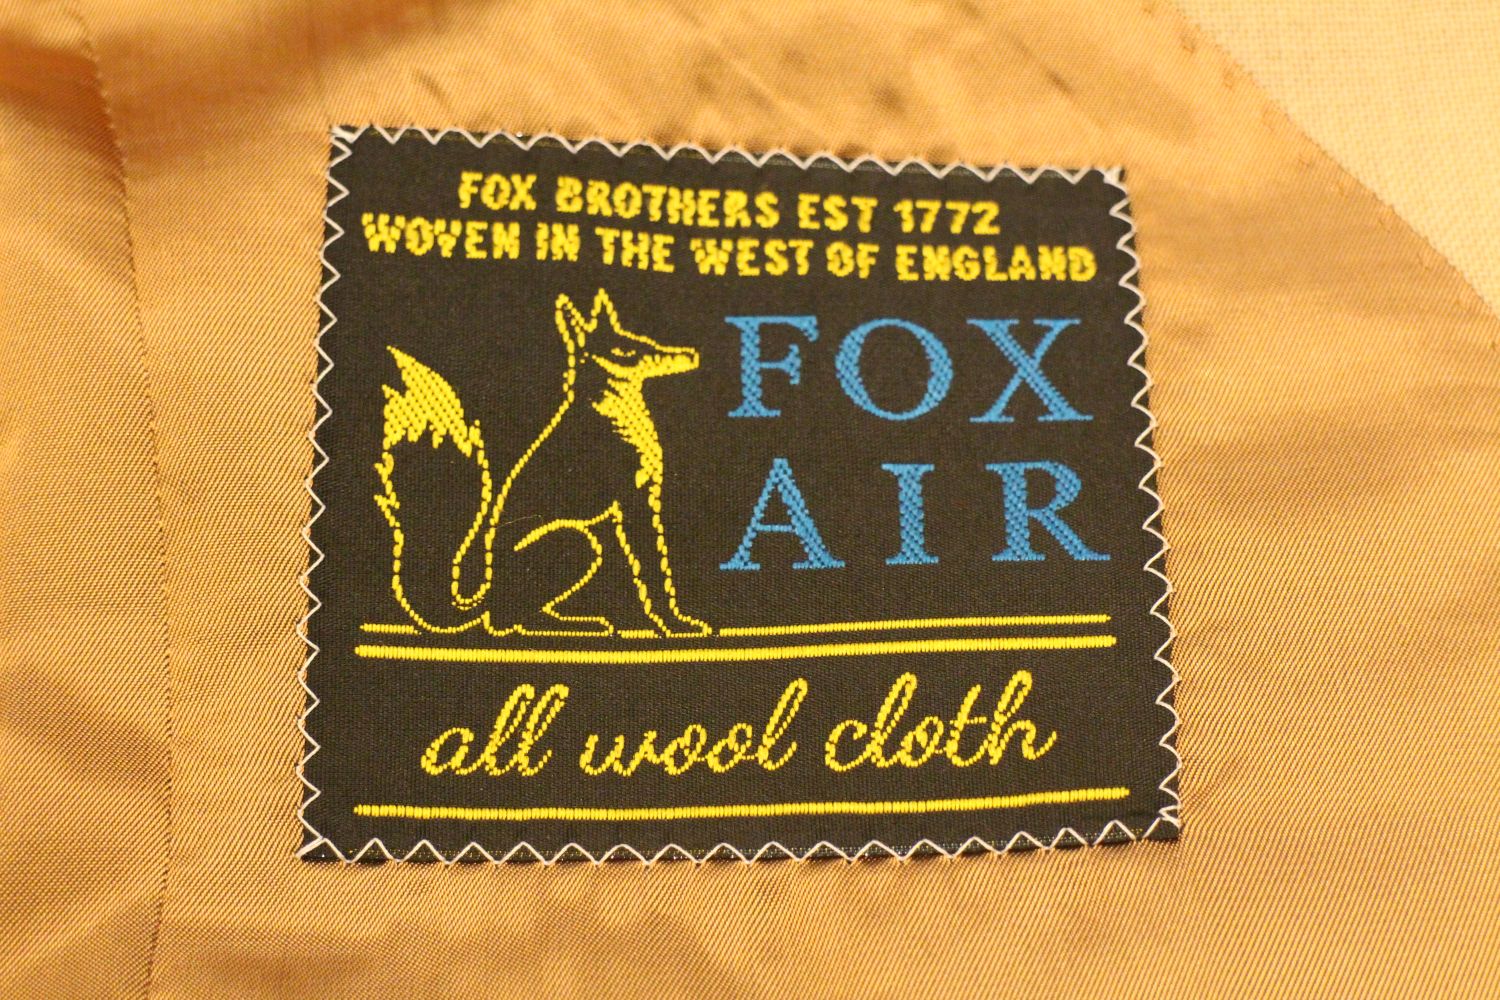 FOX BROTHERS EST 1772
WOVEN IN THE WEST OF ENGLAND
FOX
AIR
all wool cloth